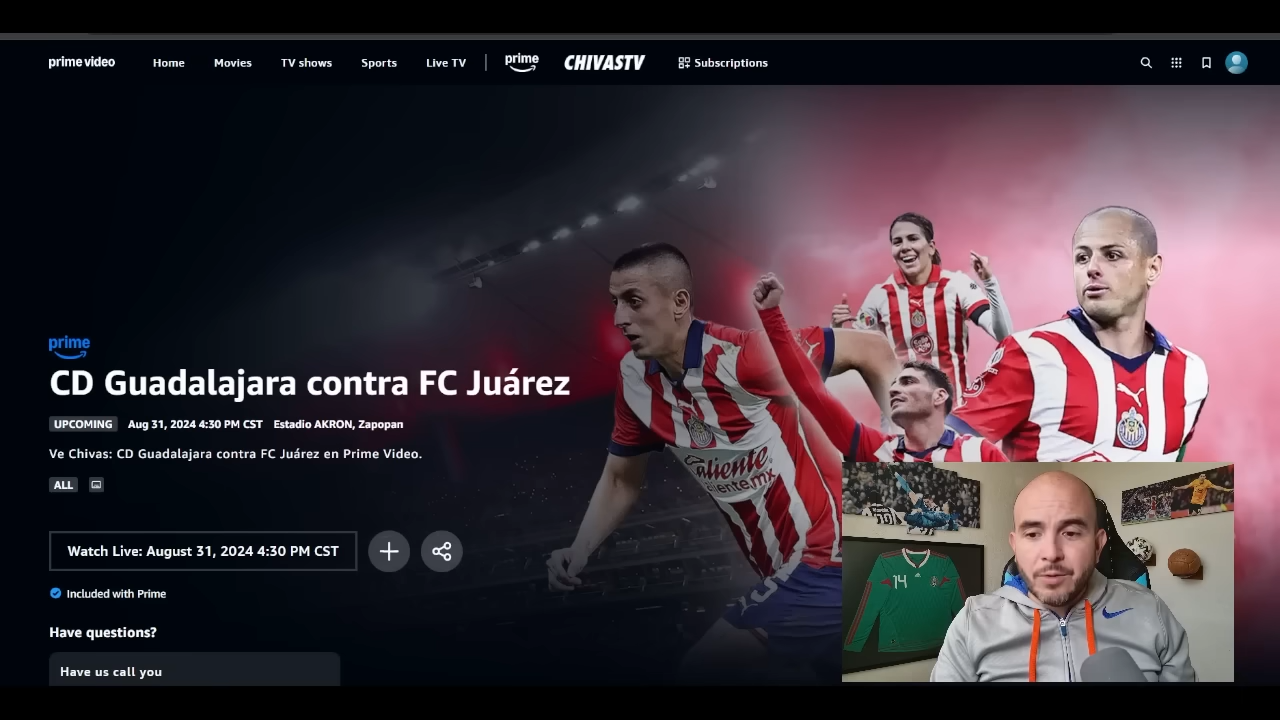 prime video
Home
Movies
TV shows
Sports
Live TV
prime
CHIVASTV
Subscriptions
prime
CD Guadalajara contra FC Juárez
UPCOMING Aug 31, 2024 4:30 PM CST Estadio AKRON, Zapopan
Ve Chivas: CD Guadalajara contra FC Juárez en Prime Video.
ALL
Watch Live: August 31, 2024 4:30 PM CST
Included with Prime
Have questions?
Have us call you
Caliente
caliente.mx
14